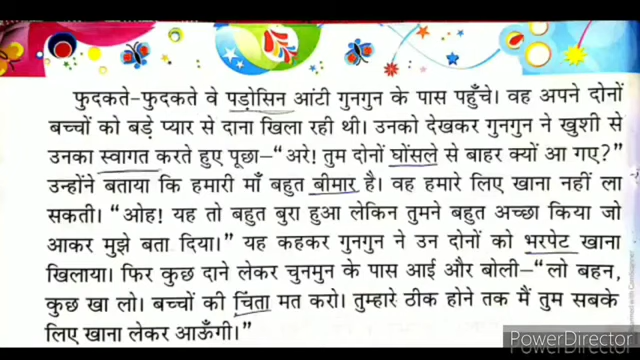 फुदकते-फुदकते वे पड़ोसिन आंटी गुनगुन के पास पहुँचे। वह अपने दोनों
बच्चों को बड़े प्यार से दाना खिला रही थी। उनको देखकर गुनगुन ने खुशी से
उनका स्वागत करते हुए पूछा–“अरे! तुम दोनों घोंसले से बाहर क्यों आ गए?”
उन्होंने बताया कि हमारी माँ बहुत बीमार है। वह हमारे लिए खाना नहीं ला
सकती। “ओह! यह तो बहुत बुरा हुआ लेकिन तुमने बहुत अच्छा किया जो
आकर मुझे बता दिया।” यह कहकर गुनगुन ने उन दोनों को भरपेट खाना
खिलाया। फिर कुछ दाने लेकर चुनमुन के पास आई और बोली–“लो बहन,
कुछ खा लो। बच्चों की चिंता मत करो। तुम्हारे ठीक होने तक मैं तुम सबके
लिए खाना लेकर आऊँगी।”
PowerDirector